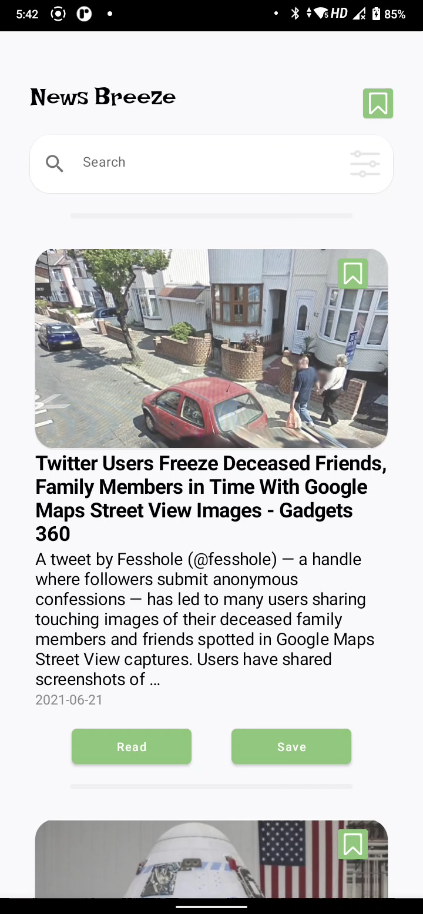 5:42
HD
85%
News Breeze
Search
Twitter Users Freeze Deceased Friends,
Family Members in Time With Google
Maps Street View Images - Gadgets
360
A tweet by Fesshole (@fesshole) — a handle
where followers submit anonymous
confessions — has led to many users sharing
touching images of their deceased family
members and friends spotted in Google Maps
Street View captures. Users have shared
screenshots of ...
2021-06-21
Read
Save